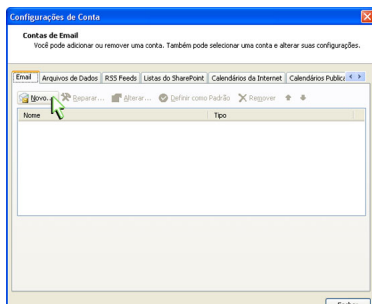 Configurações de Conta
Contas de Email
Você pode adicionar ou remover uma conta. Também pode selecionar uma conta e alterar suas configurações.
Email Arquivos de Dados RSS Feeds Listas do SharePoint Calendários da Internet Calendários Publica
Novo... Reparar... Alterar... Definir como Padrão Remover
Nome Tipo